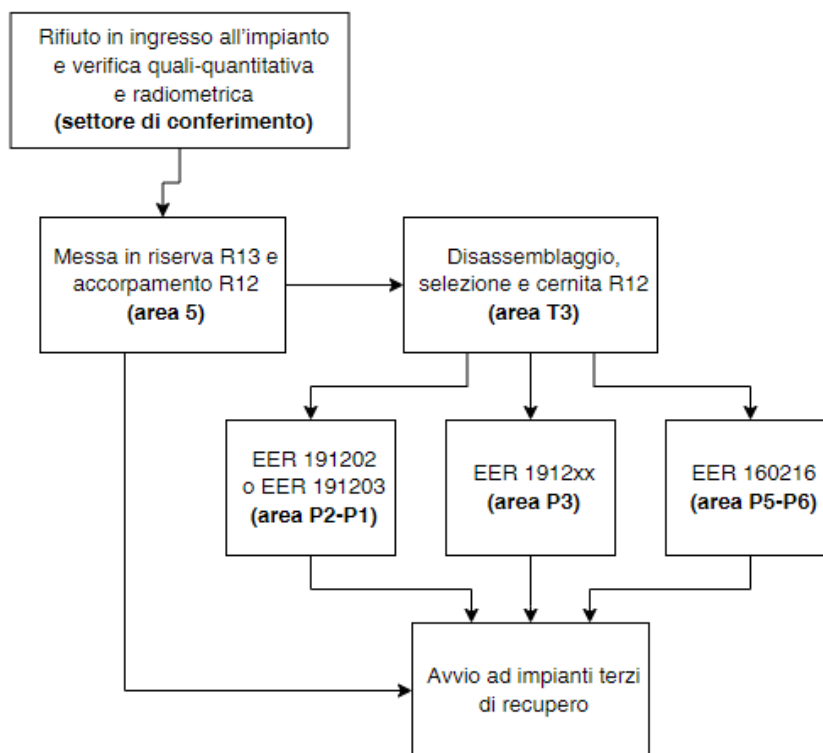 Rifiuto in ingresso all'impianto
e verifica quali-quantitativa
e radiometrica
(settore di conferimento)
Messa in riserva R13 e
accorpamento R12
(area 5)
Disassemblaggio,
selezione e cernita R12
(area T3)
EER 191202
o EER 191203
(area P2-P1)
EER 1912xx
(area P3)
EER 160216
(area P5-P6)
Avvio ad impianti terzi
di recupero